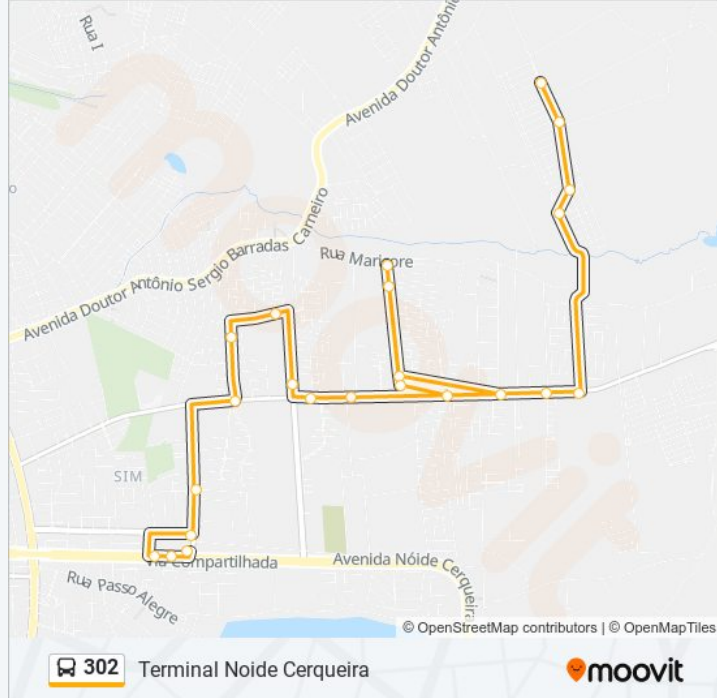 Rua I
Avenida Doutor Antônio
Rua Maricore
Avenida Doutor Antônio Sergio Barradas Carneiro
SIM
Via Compartilhada
Avenida Nóide Cerqueira
Rua Passo Alegre
© OpenStreetMap contributors | © OpenMapTiles
302 Terminal Noide Cerqueira moovit